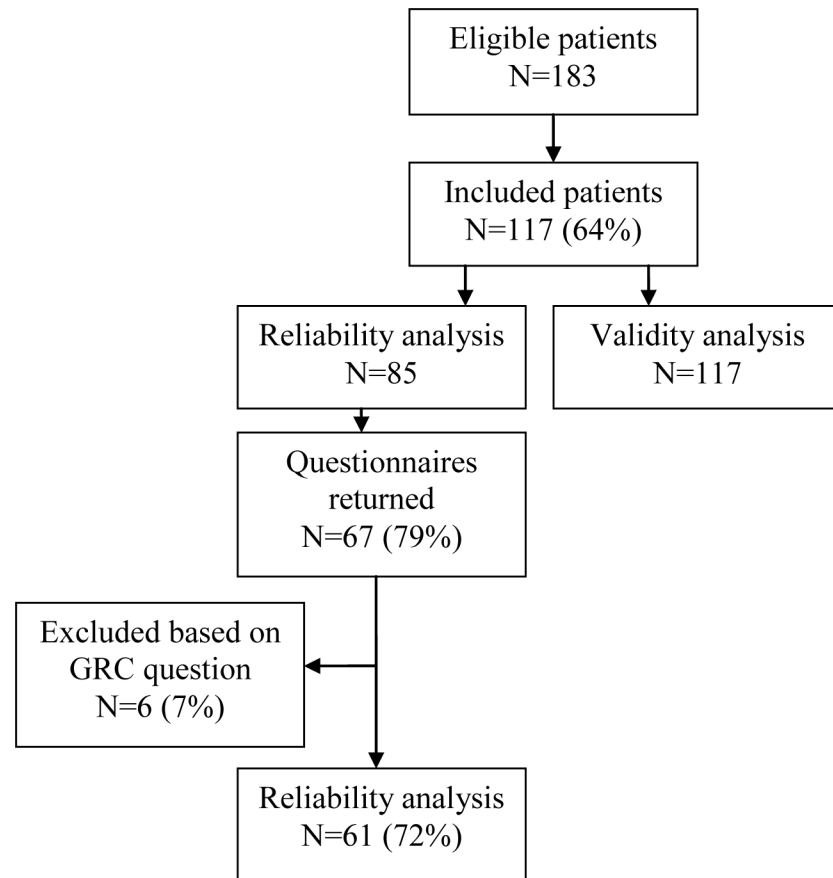 Eligible patients
N=183
Included patients
N=117 (64%)
Reliability analysis
N=85
Validity analysis
N=117
Questionnaires
returned
N=67 (79%)
Excluded based on
GRC question
N=6 (7%)
Reliability analysis
N=61 (72%)